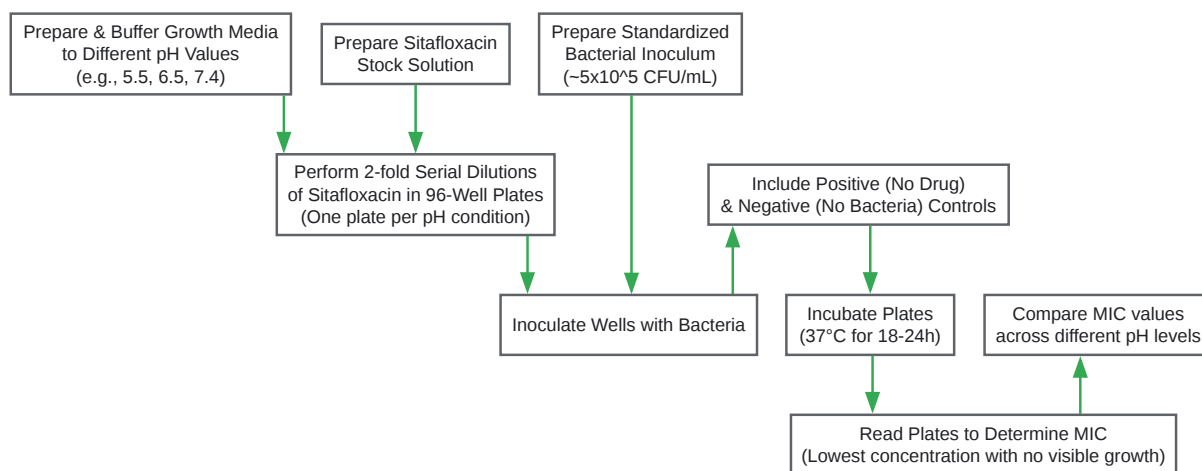 Prepare & Buffer Growth Media
to Different pH Values
(e.g., 5.5, 6.5, 7.4)
Prepare Sitafloxacin
Stock Solution
Prepare Standardized
Bacterial Inoculum
(~5x10^5 CFU/mL)
Perform 2-fold Serial Dilutions
of Sitafloxacin in 96-Well Plates
(One plate per pH condition)
Include Positive (No Drug)
& Negative (No Bacteria) Controls
Inoculate Wells with Bacteria
Incubate Plates
(37°C for 18-24h)
Compare MIC values
across different pH levels
Read Plates to Determine MIC
(Lowest concentration with no visible growth)